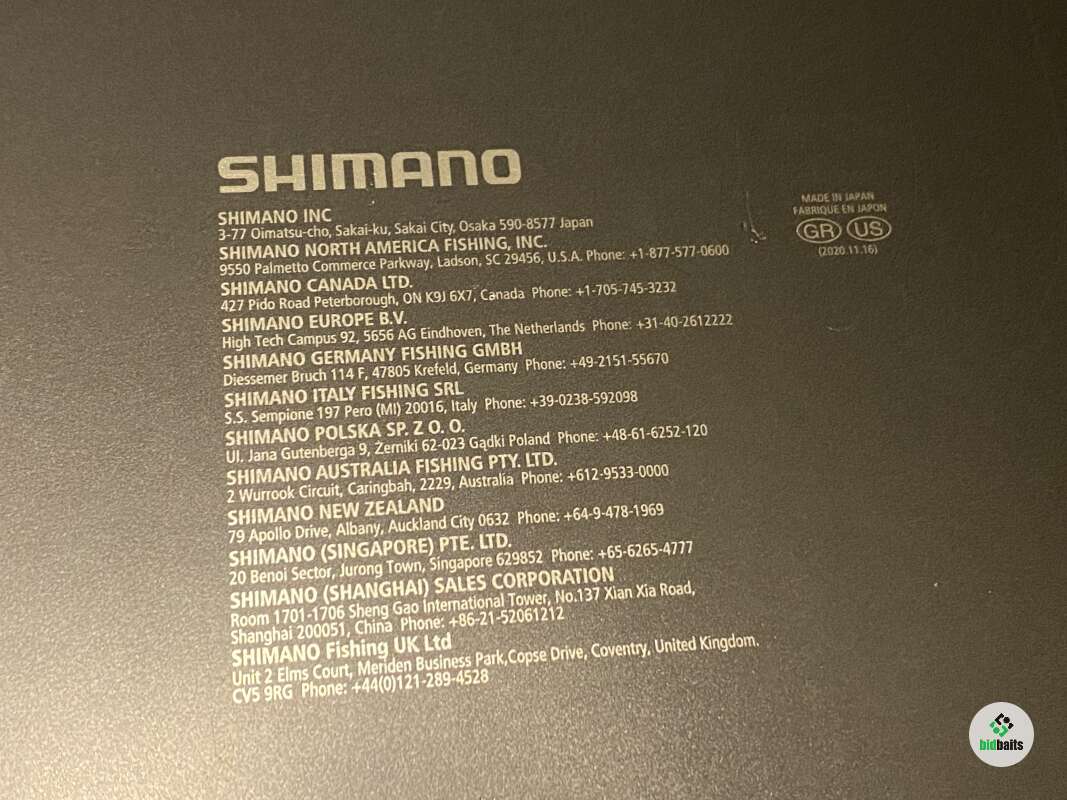 SHIMANO
SHIMANO INC
3-77 Oimatsu-cho, Sakai-ku, Sakai City, Osaka 590-8577 Japan
SHIMANO NORTH AMERICA FISHING, INC.
9550 Palmetto Commerce Parkway, Ladson, SC 29456, U.S.A. Phone: +1-877-577-0600
SHIMANO CANADA LTD.
427 Pido Road Peterborough, ON K9J 6X7, Canada Phone: +1-705-745-3232
SHIMANO EUROPE B.V.
High Tech Campus 92, 5656 AG Eindhoven, The Netherlands Phone: +31-40-2612222
SHIMANO GERMANY FISHING GMBH
Diessemer Bruch 114 F, 47805 Krefeld, Germany Phone: +49-2151-55670
SHIMANO ITALY FISHING SRL
S.S. Sempione 197 Pero (MI) 20016, Italy Phone: +39-0238-592098
SHIMANO POLSKA SP. Z O. O.
Ul. Jana Gutenberga 9, Żerniki 62-023 Gądki Poland Phone: +48-61-6252-120
SHIMANO AUSTRALIA FISHING PTY. LTD.
2 Wurrook Circuit, Caringbah, 2229, Australia Phone: +612-9533-0000
SHIMANO NEW ZEALAND
79 Apollo Drive, Albany, Auckland City 0632 Phone: +64-9-478-1969
SHIMANO (SINGAPORE) PTE. LTD.
20 Benoi Sector, Jurong Town, Singapore 629852 Phone: +65-6265-4777
SHIMANO (SHANGHAI) SALES CORPORATION
Room 1701-1706 Sheng Gao International Tower, No.137 Xian Xia Road,
Shanghai 200051, China Phone: +86-21-52061212
SHIMANO Fishing UK Ltd
Unit 2 Elms Court, Meriden Business Park,Copse Drive, Coventry, United Kingdom.
CV5 9RG Phone: +44(0)121-289-4528
MADE IN JAPAN
FABRIQUE EN JAPON
GR US
(2020.11.16)
bidbaits